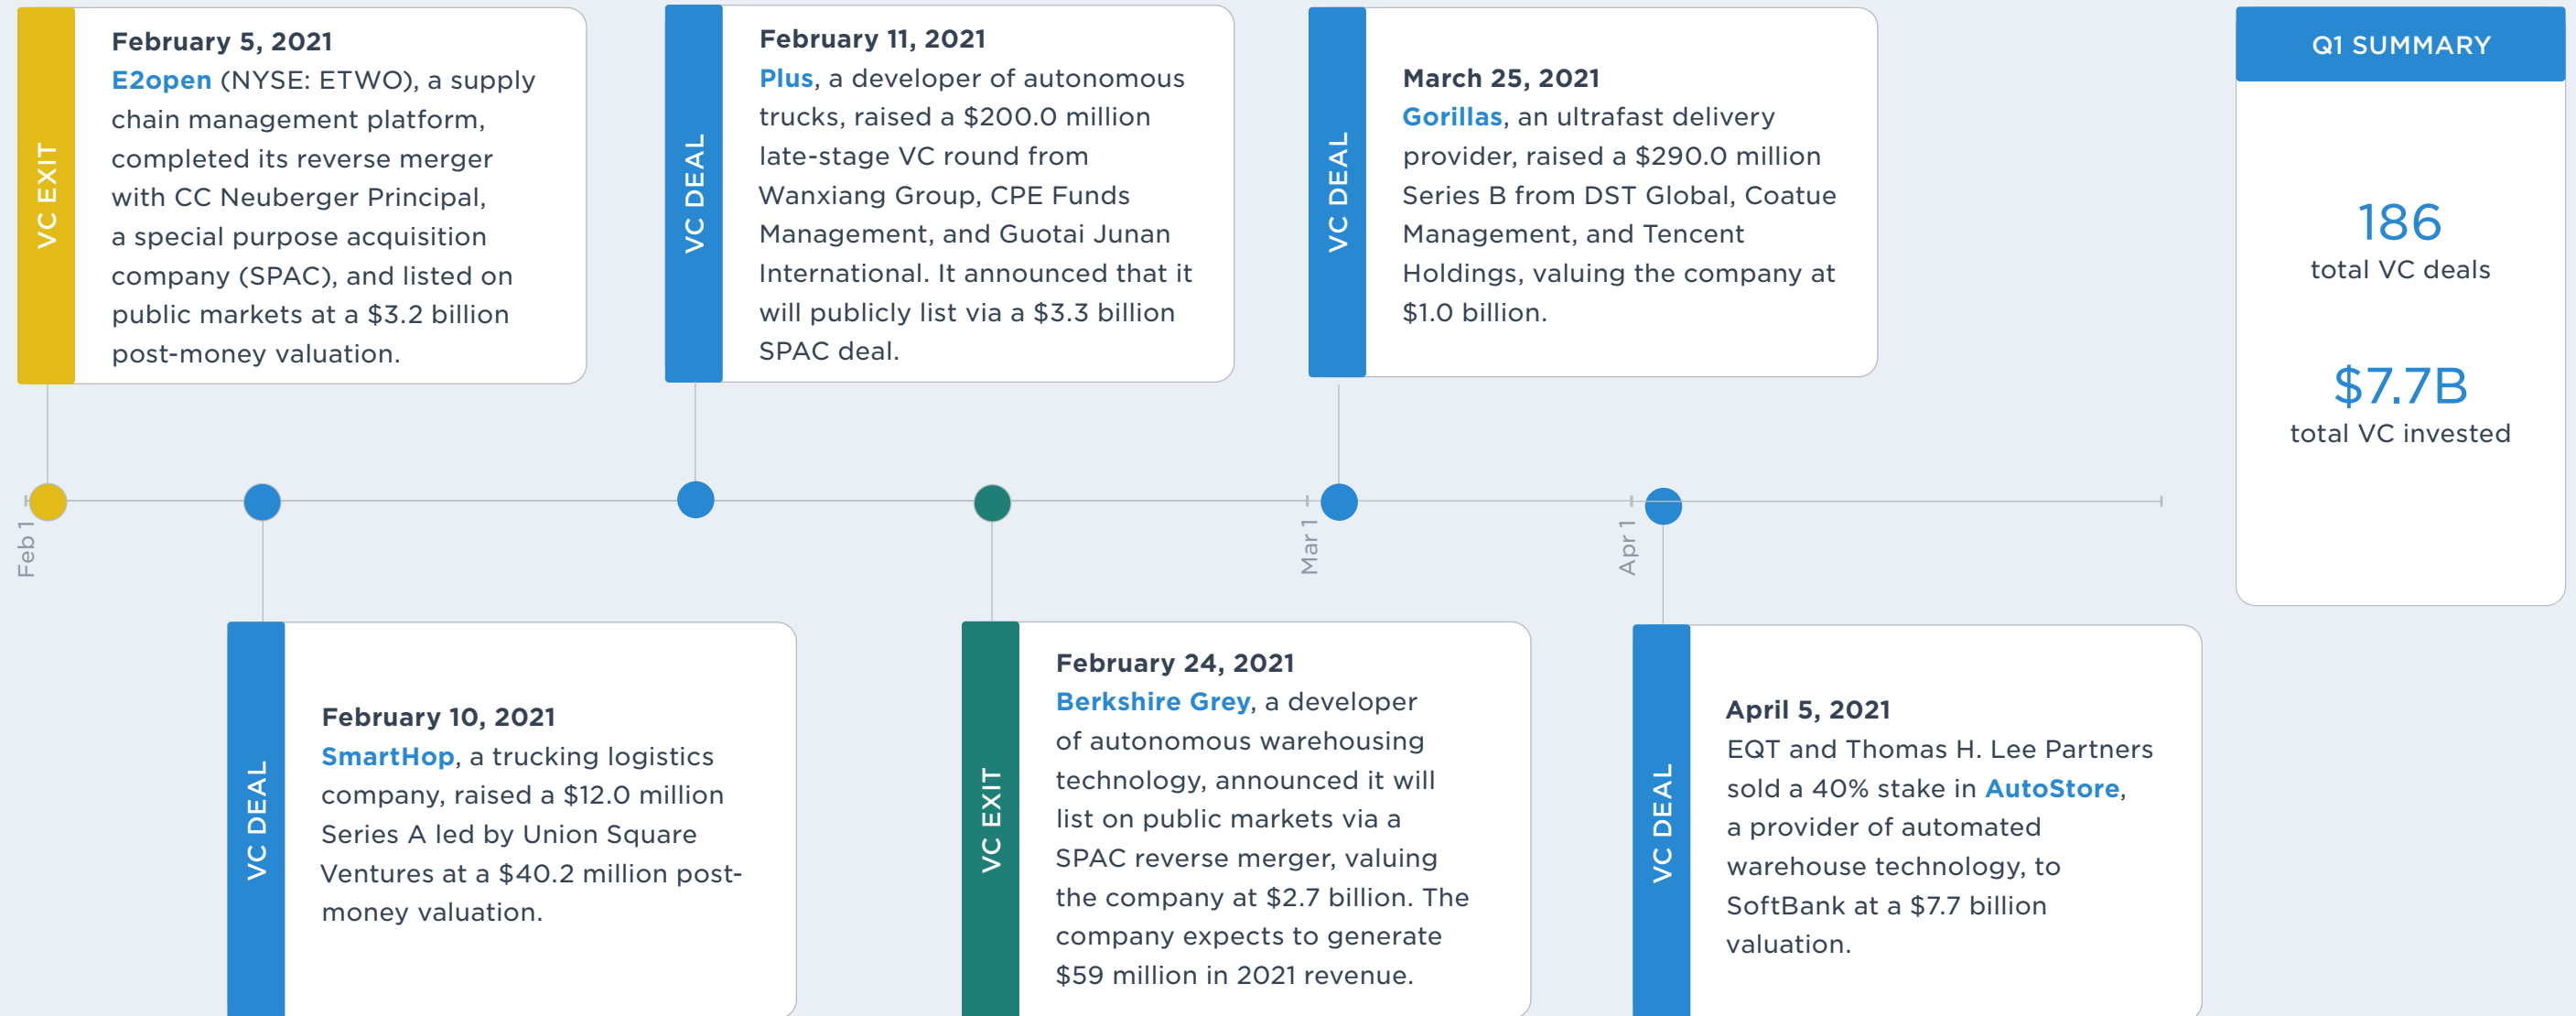 VC EXIT
February 5, 2021
E2open (NYSE: ETWO), a supply
chain management platform,
completed its reverse merger
with CC Neuberger Principal,
a special purpose acquisition
company (SPAC), and listed on
public markets at a $3.2 billion
post-money valuation.
VC DEAL
February 11, 2021
Plus, a developer of autonomous
trucks, raised a $200.0 million
late-stage VC round from
Wanxiang Group, CPE Funds
Management, and Guotai Junan
International. It announced that it
will publicly list via a $3.3 billion
SPAC deal.
VC DEAL
March 25, 2021
Gorillas, an ultrafast delivery
provider, raised a $290.0 million
Series B from DST Global, Coatue
Management, and Tencent
Holdings, valuing the company at
$1.0 billion.
Q1 SUMMARY
186
total VC deals
$7.7B
total VC invested
Feb 1
Mar 1
Apr 1
VC DEAL
February 10, 2021
SmartHop, a trucking logistics
company, raised a $12.0 million
Series A led by Union Square
Ventures at a $40.2 million post-
money valuation.
VC EXIT
February 24, 2021
Berkshire Grey, a developer
of autonomous warehousing
technology, announced it will
list on public markets via a
SPAC reverse merger, valuing
the company at $2.7 billion. The
company expects to generate
$59 million in 2021 revenue.
VC DEAL
April 5, 2021
EQT and Thomas H. Lee Partners
sold a 40% stake in AutoStore,
a provider of automated
warehouse technology, to
SoftBank at a $7.7 billion
valuation.